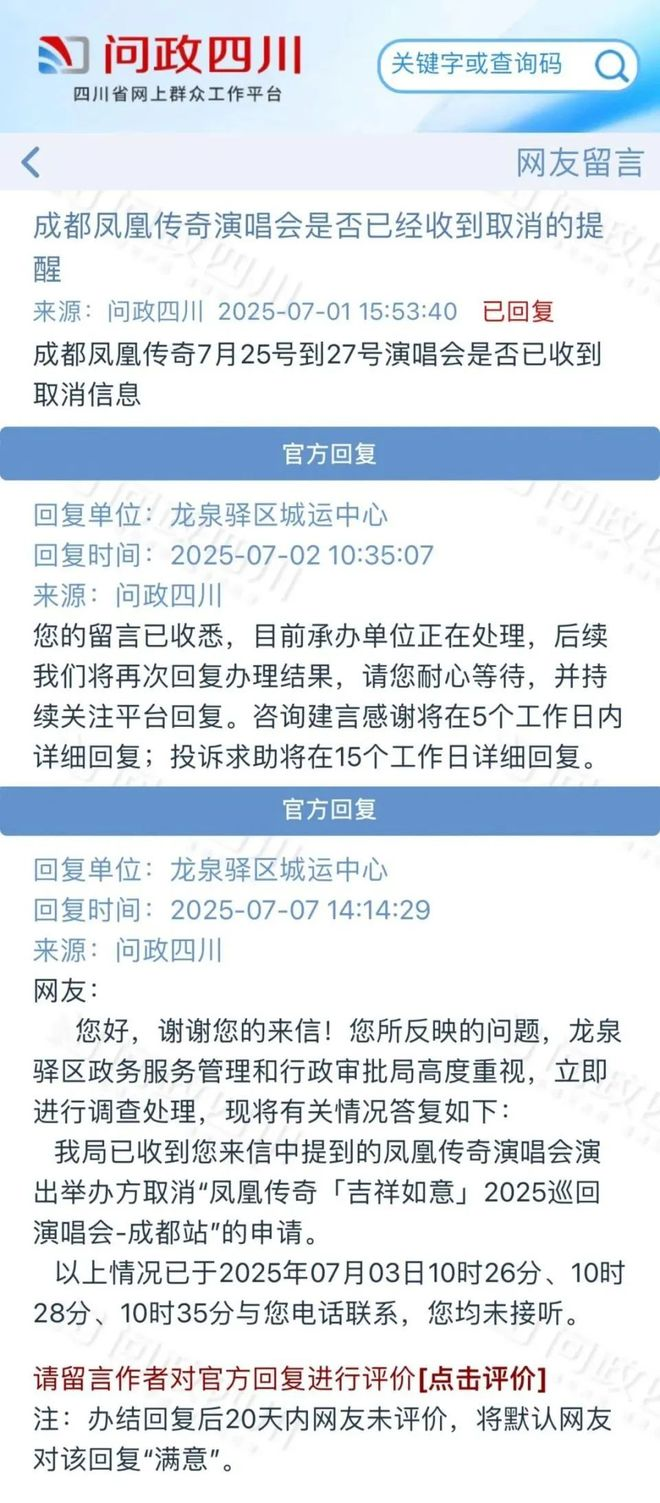 问政四川
四川省网上群众工作平台
关键字或查询码
网友留言
成都凤凰传奇演唱会是否已经收到取消的提
醒
来源：问政四川 2025-07-01 15:53:40 已回复
成都凤凰传奇7月25号到27号演唱会是否已收到
取消信息
官方回复
回复单位：龙泉驿区城运中心
回复时间：2025-07-02 10:35:07
来源：问政四川
您的留言已收悉，目前承办单位正在处理，后续
我们将再次回复办理结果，请您耐心等待，并持
续关注平台回复。咨询建言感谢将在5个工作日内
详细回复；投诉求助将在15个工作日详细回复。
官方回复
回复单位：龙泉驿区城运中心
回复时间：2025-07-07 14:14:29
来源：问政四川
网友：
您好，谢谢您的来信！您所反映的问题，龙泉
驿区政务服务管理和行政审批局高度重视，立即
进行调查处理，现将有关情况答复如下：
我局已收到您来信中提到的凤凰传奇演唱会演
出举办方取消“凤凰传奇「吉祥如意」2025巡回
演唱会-成都站”的申请。
以上情况已于2025年07月03日10时26分、10时
28分、10时35分与您电话联系，您均未接听。
请留言作者对官方回复进行评价[点击评价]
注：办结回复后20天内网友未评价，将默认网友
对该回复“满意”。